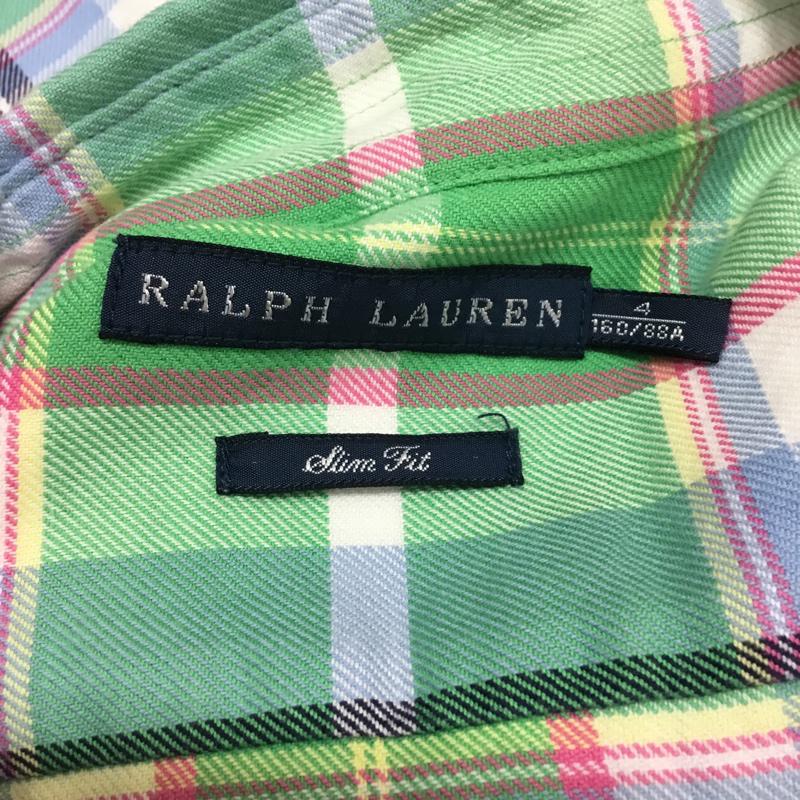 RALPH LAUREN
4
160/88A
Slim Fit